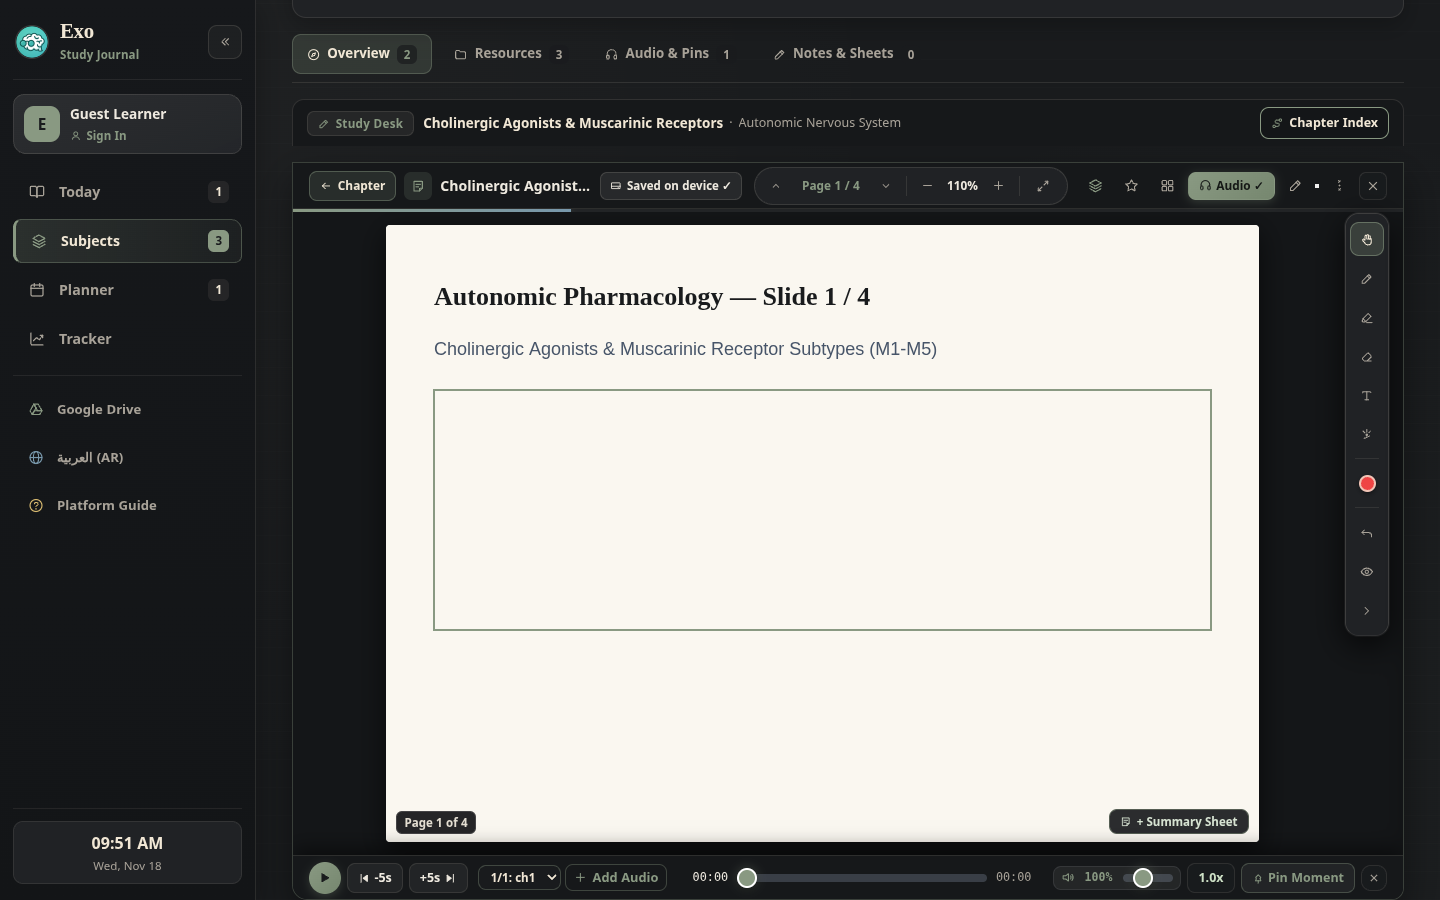 Exo
Study Journal
E
Guest Learner
Sign In
Today 1
Subjects 3
Planner 1
Tracker
Google Drive
العربية (AR)
Platform Guide
09:51 AM
Wed, Nov 18
Overview 2
Resources 3
Audio & Pins 1
Notes & Sheets 0
Study Desk
Cholinergic Agonists & Muscarinic Receptors · Autonomic Nervous System
Chapter Index
Chapter
Cholinergic Agonist...
Saved on device ✓
Page 1 / 4
110%
Audio ✓
Autonomic Pharmacology — Slide 1 / 4
Cholinergic Agonists & Muscarinic Receptor Subtypes (M1-M5)
Page 1 of 4
+ Summary Sheet
-5s
+5s
1/1: ch1
Add Audio
00:00
00:00
100%
1.0x
Pin Moment